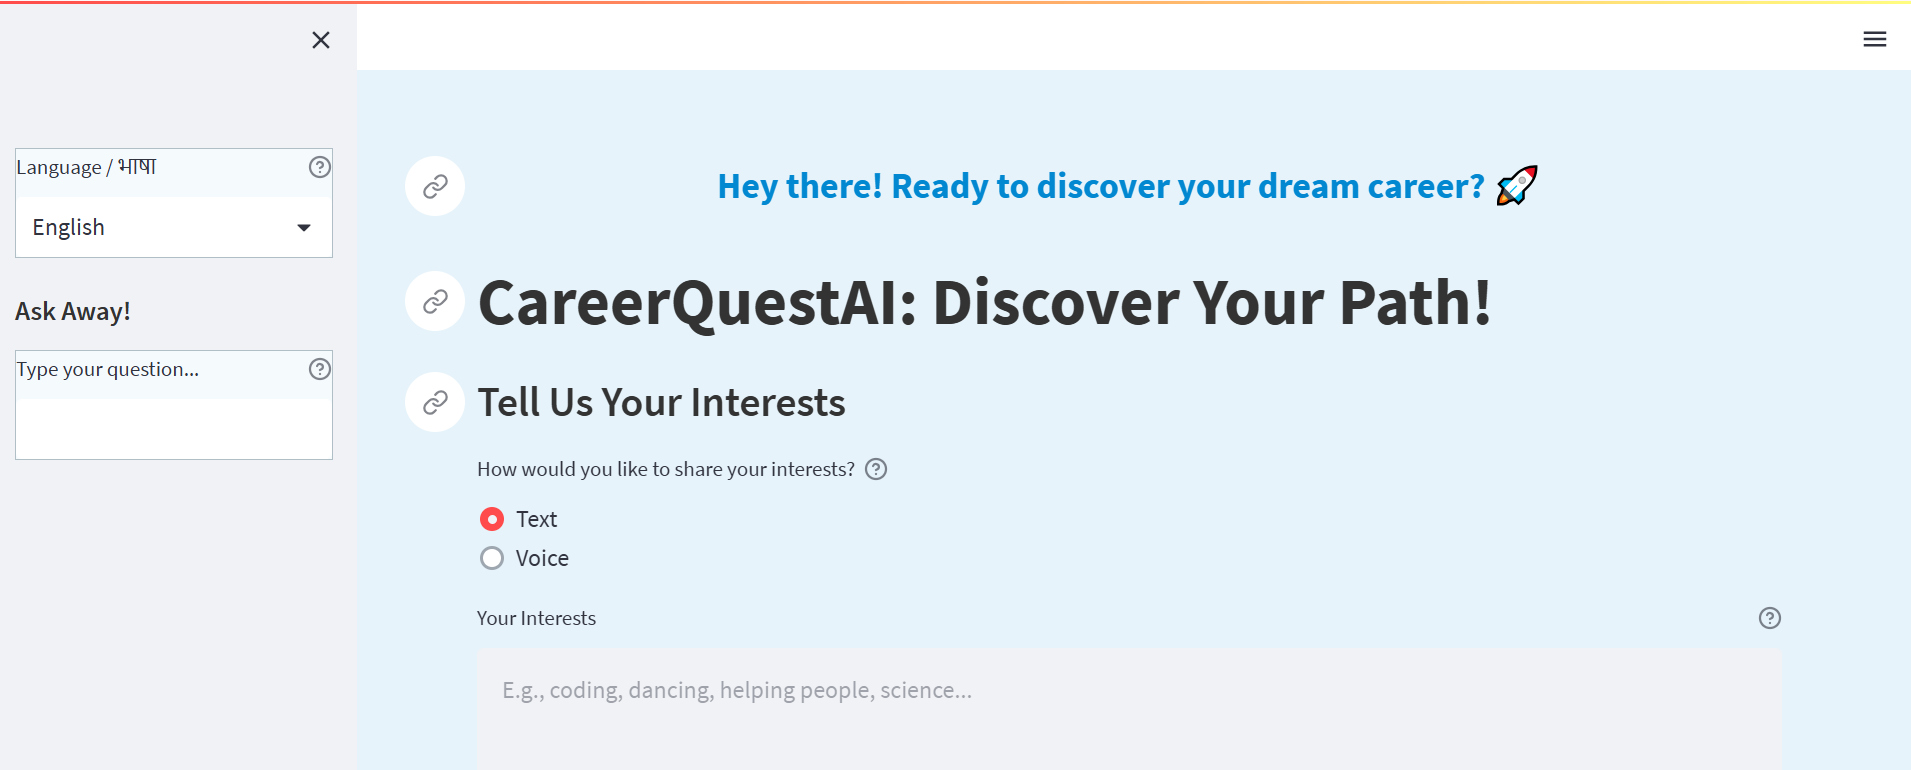 Language / भाषा
English
Ask Away!
Type your question...
Hey there! Ready to discover your dream career? 🚀
CareerQuestAI: Discover Your Path!
Tell Us Your Interests
How would you like to share your interests?
Text
Voice
Your Interests
E.g., coding, dancing, helping people, science...